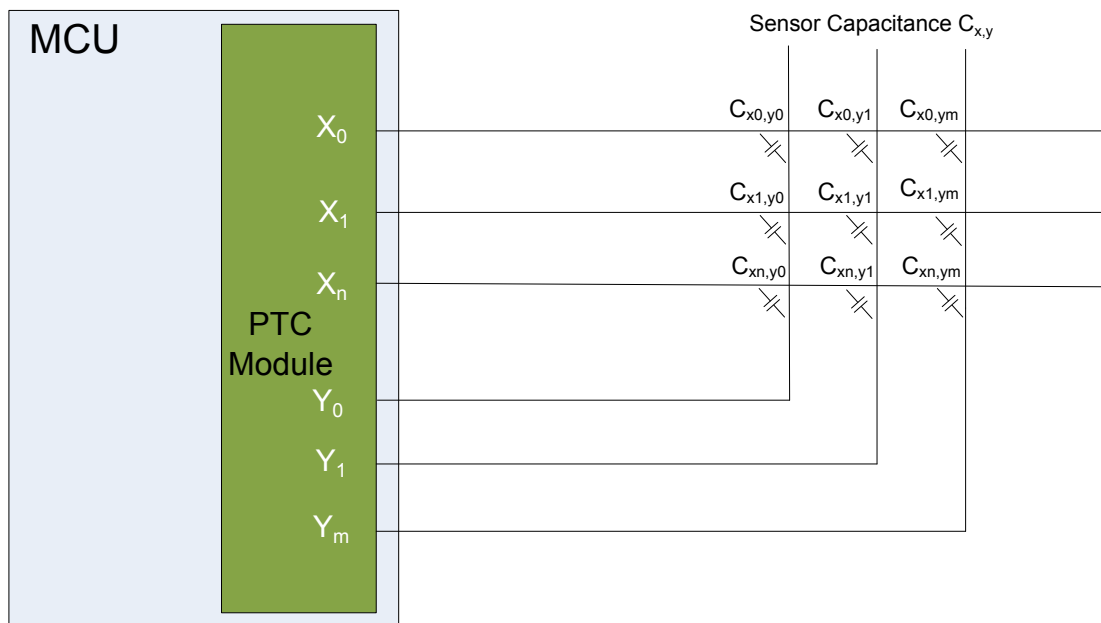 MCU
Sensor Capacitance Cx,y
X0
Cx0,y0 Cx0,y1 Cx0,ym
X1
Cx1,y0 Cx1,y1 Cx1,ym
Xn
Cxn,y0 Cxn,y1 Cxn,ym
PTC
Module
Y0
Y1
Ym